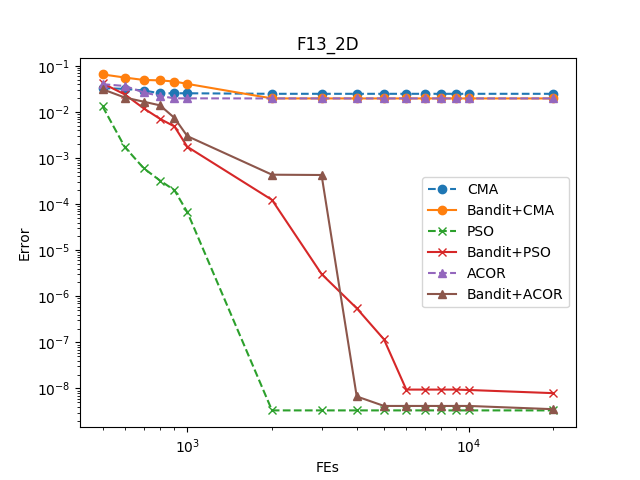 F13_2D
Error
10⁻¹
10⁻²
10⁻³
10⁻⁴
10⁻⁵
10⁻⁶
10⁻⁷
10⁻⁸
CMA
Bandit+CMA
PSO
Bandit+PSO
ACOR
Bandit+ACOR
10³
10⁴
FEs